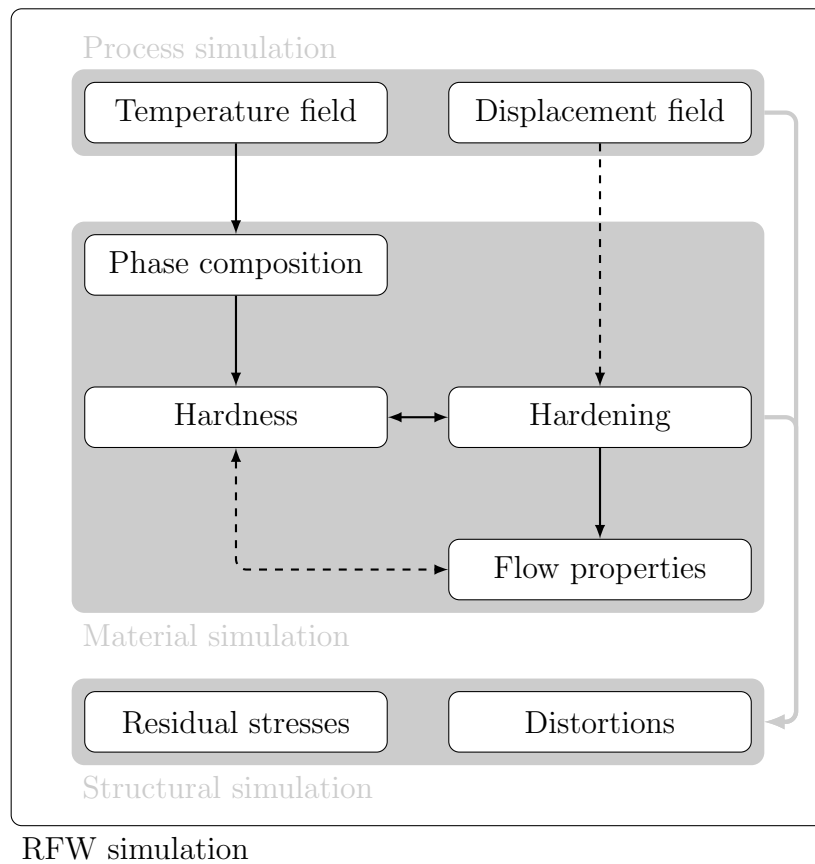 Process simulation
Temperature field
Displacement field
Phase composition
Hardness
Hardening
Flow properties
Material simulation
Residual stresses
Distortions
Structural simulation
RFW simulation